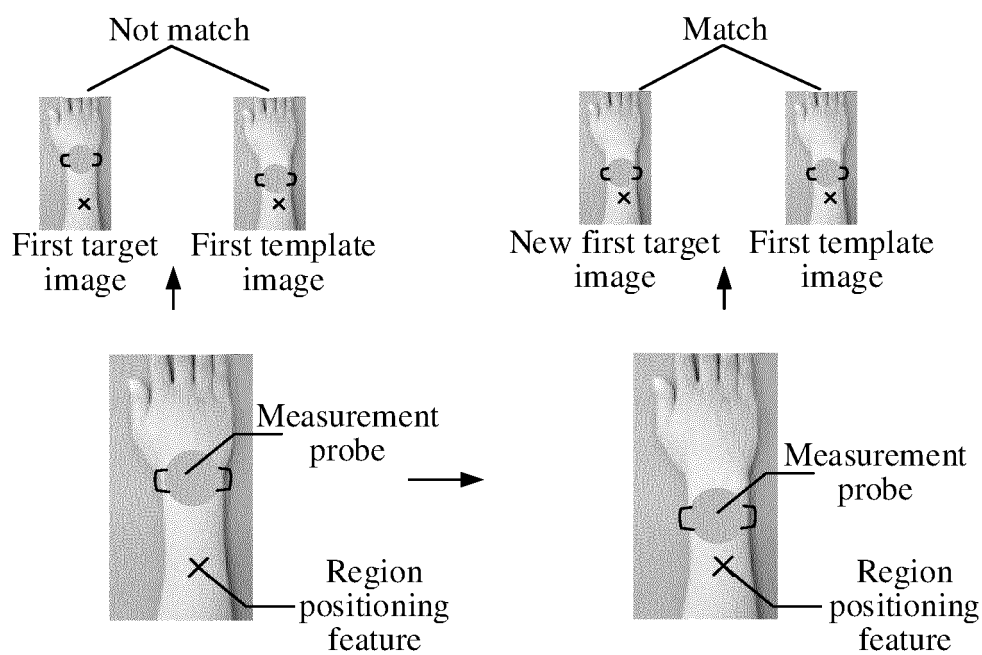 Not match
First target
image
First template
image
Measurement
probe
Region
positioning
feature
Match
New first target
image
First template
image
Measurement
probe
Region
positioning
feature